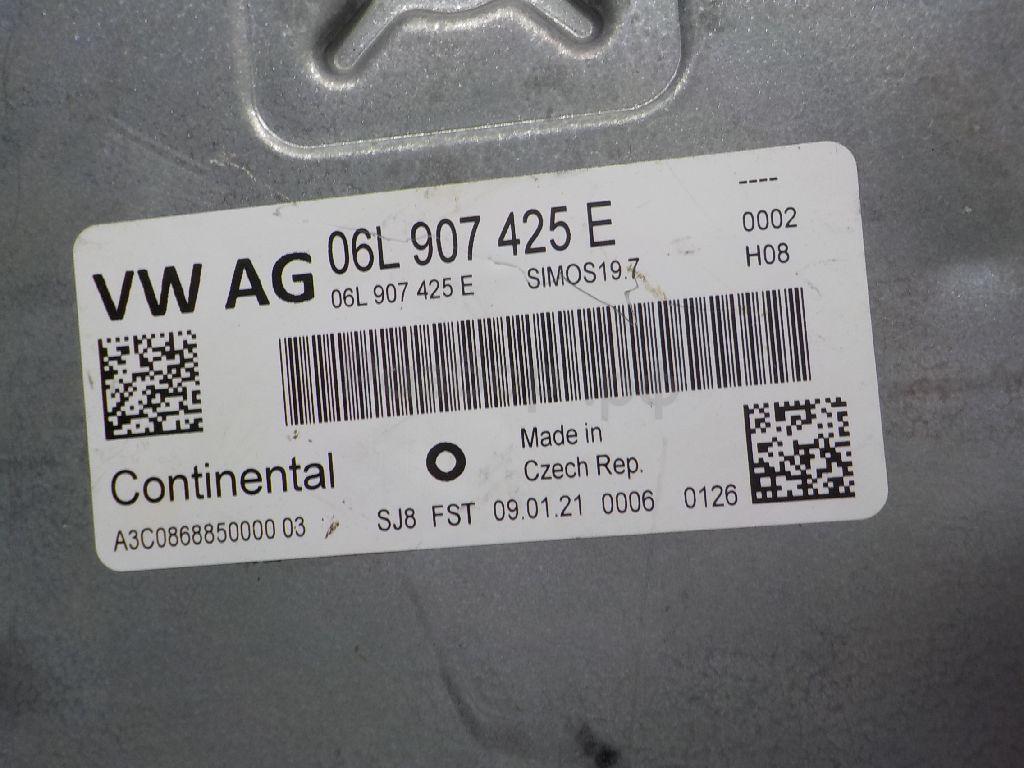 VW AG
06L 907 425 E
06L 907 425 E SIMOS19.7
----
0002
H08
Continental
Made in
Czech Rep.
A3C0868850000 03
SJ8 FST 09.01.21 0006 0126